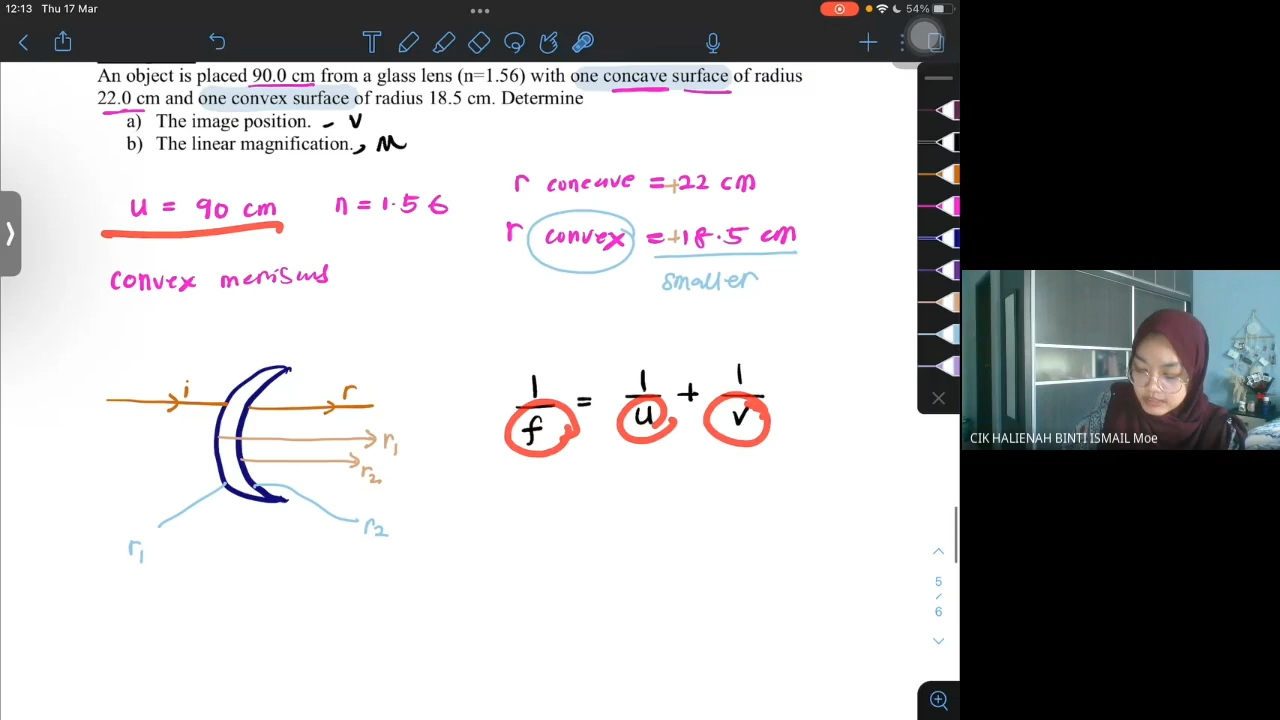 12:13 Thu 17 Mar
54%
An object is placed 90.0 cm from a glass lens (n=1.56) with one concave surface of radius
22.0 cm and one convex surface of radius 18.5 cm. Determine
a) The image position. - v
b) The linear magnification. , M
r concave = +22 cm
u = 90 cm n = 1.56
r convex = +18.5 cm
smaller
convex meniscus
i
r
r1
r2
r1
r2
1/f = 1/u + 1/v
CIK HALIENAH BINTI ISMAIL Moe
5
/
6